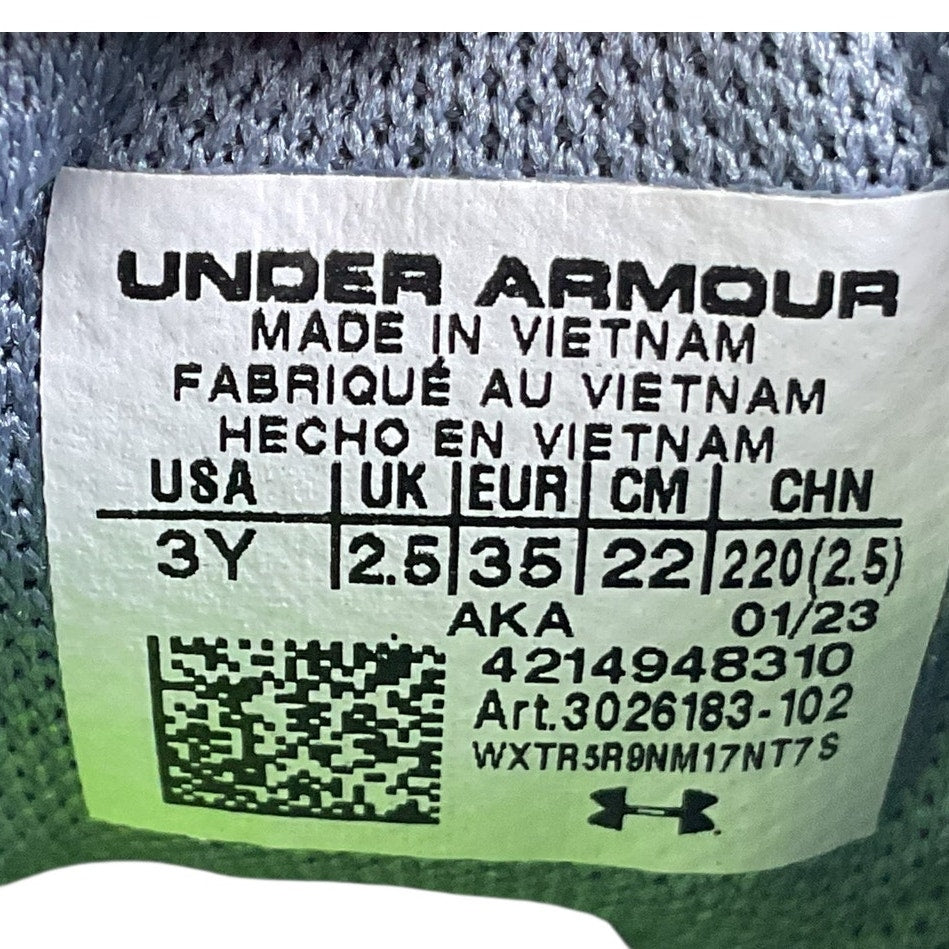 UNDER ARMOUR
MADE IN VIETNAM
FABRIQUÉ AU VIETNAM
HECHO EN VIETNAM
USA | UK | EUR | CM | CHN
3Y | 2.5 | 35 | 22 | 220(2.5)
AKA 01/23
4214948310
Art.3026183-102
WXTR5R9NM17NT7S